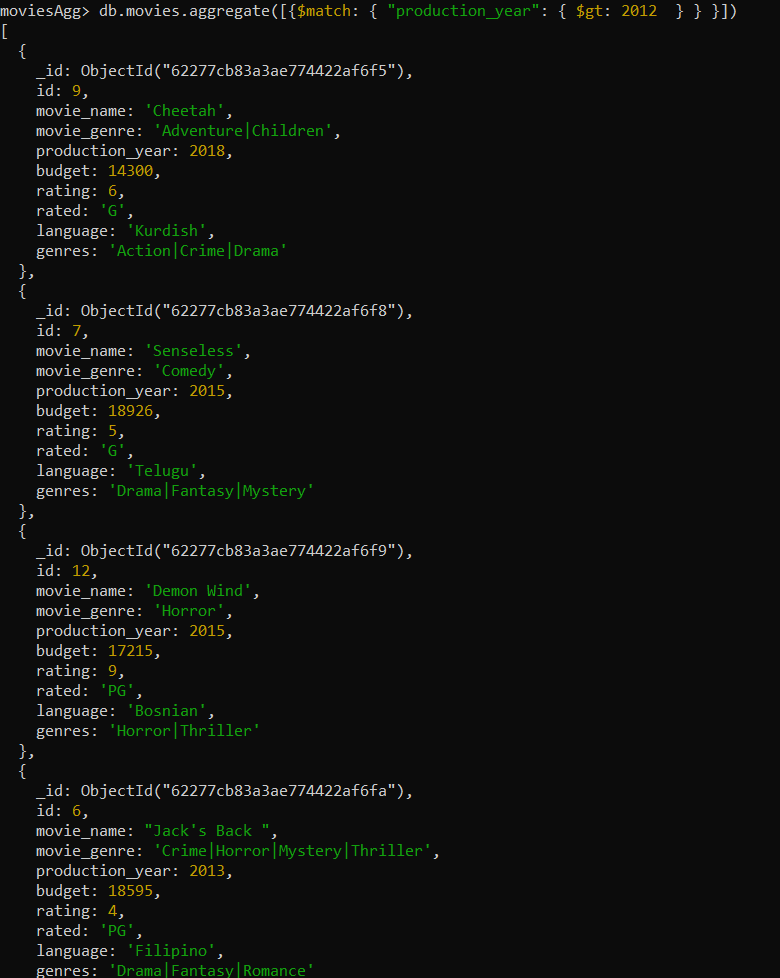 moviesAgg> db.movies.aggregate([{$match: { "production_year": { $gt: 2012  } } }])
[
  {
    _id: ObjectId("62277cb83a3ae774422af6f5"),
    id: 9,
    movie_name: 'Cheetah',
    movie_genre: 'Adventure|Children',
    production_year: 2018,
    budget: 14300,
    rating: 6,
    rated: 'G',
    language: 'Kurdish',
    genres: 'Action|Crime|Drama'
  },
  {
    _id: ObjectId("62277cb83a3ae774422af6f8"),
    id: 7,
    movie_name: 'Senseless',
    movie_genre: 'Comedy',
    production_year: 2015,
    budget: 18926,
    rating: 5,
    rated: 'G',
    language: 'Telugu',
    genres: 'Drama|Fantasy|Mystery'
  },
  {
    _id: ObjectId("62277cb83a3ae774422af6f9"),
    id: 12,
    movie_name: 'Demon Wind',
    movie_genre: 'Horror',
    production_year: 2015,
    budget: 17215,
    rating: 9,
    rated: 'PG',
    language: 'Bosnian',
    genres: 'Horror|Thriller'
  },
  {
    _id: ObjectId("62277cb83a3ae774422af6fa"),
    id: 6,
    movie_name: "Jack's Back ",
    movie_genre: 'Crime|Horror|Mystery|Thriller',
    production_year: 2013,
    budget: 18595,
    rating: 4,
    rated: 'PG',
    language: 'Filipino',
    genres: 'Drama|Fantasy|Romance'